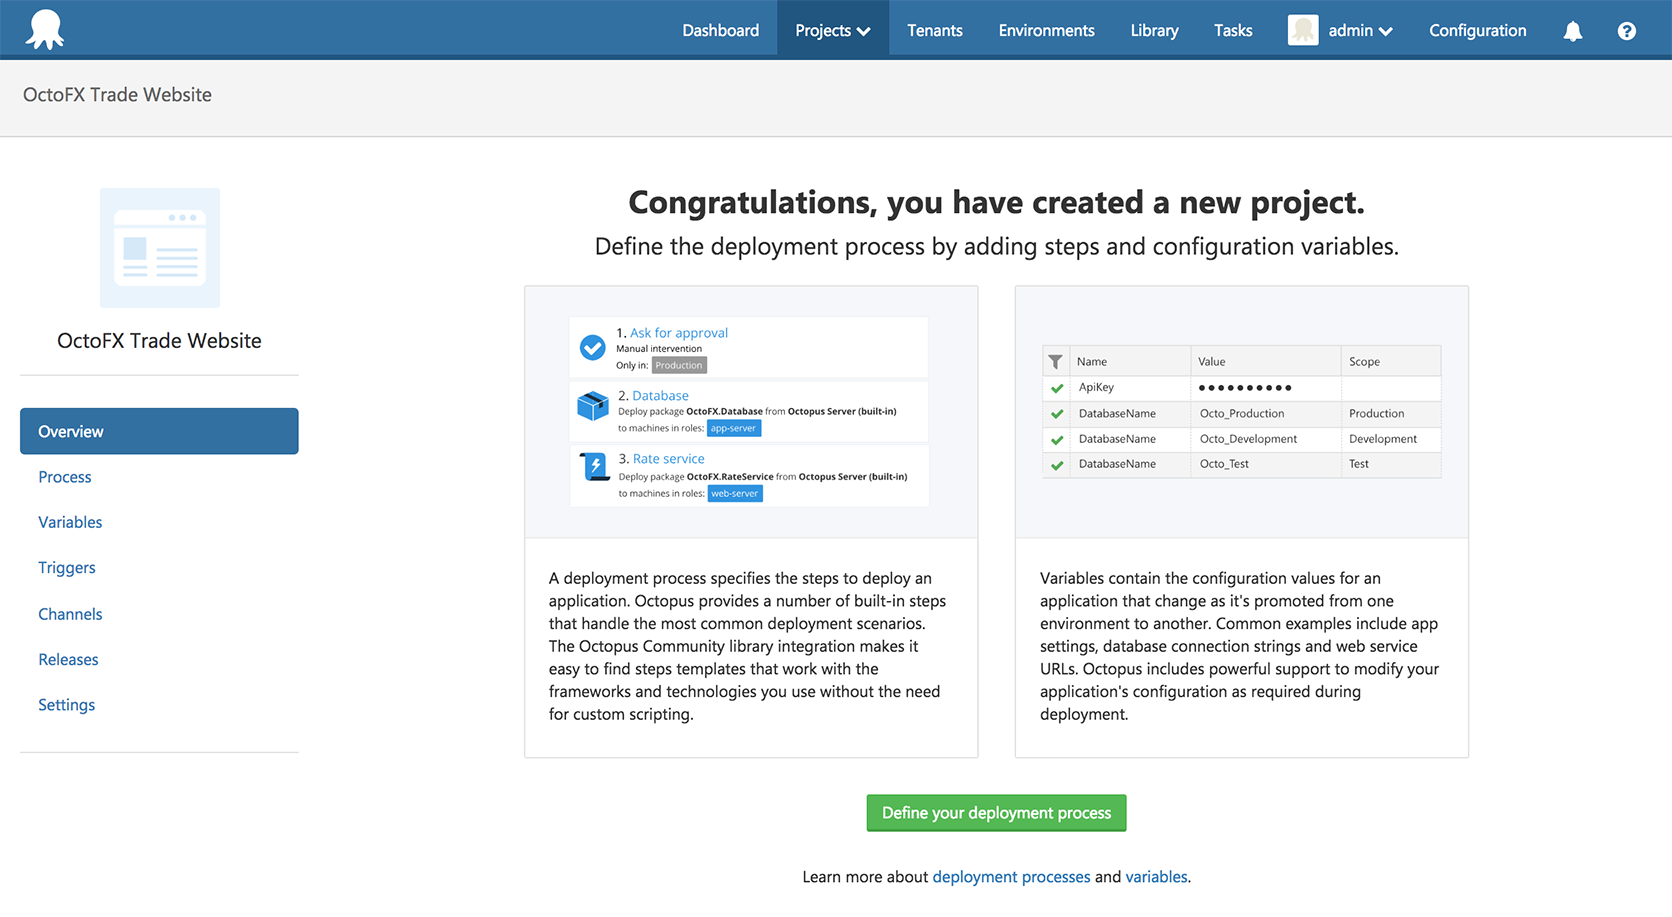 Dashboard Projects Tenants Environments Library Tasks admin Configuration
OctoFX Trade Website
OctoFX Trade Website
Overview
Process
Variables
Triggers
Channels
Releases
Settings
Congratulations, you have created a new project.
Define the deployment process by adding steps and configuration variables.
1. Ask for approval
Manual intervention
Only in: Production
2. Database
Deploy package OctoFX.Database from Octopus Server (built-in)
to machines in roles: app-server
3. Rate service
Deploy package OctoFX.RateService from Octopus Server (built-in)
to machines in roles: web-server
A deployment process specifies the steps to deploy an
application. Octopus provides a number of built-in steps
that handle the most common deployment scenarios.
The Octopus Community library integration makes it
easy to find steps templates that work with the
frameworks and technologies you use without the need
for custom scripting.
Name Value Scope
ApiKey ●●●●●●●●●●
DatabaseName Octo_Production Production
DatabaseName Octo_Development Development
DatabaseName Octo_Test Test
Variables contain the configuration values for an
application that change as it's promoted from one
environment to another. Common examples include app
settings, database connection strings and web service
URLs. Octopus includes powerful support to modify your
application's configuration as required during
deployment.
Define your deployment process
Learn more about deployment processes and variables.